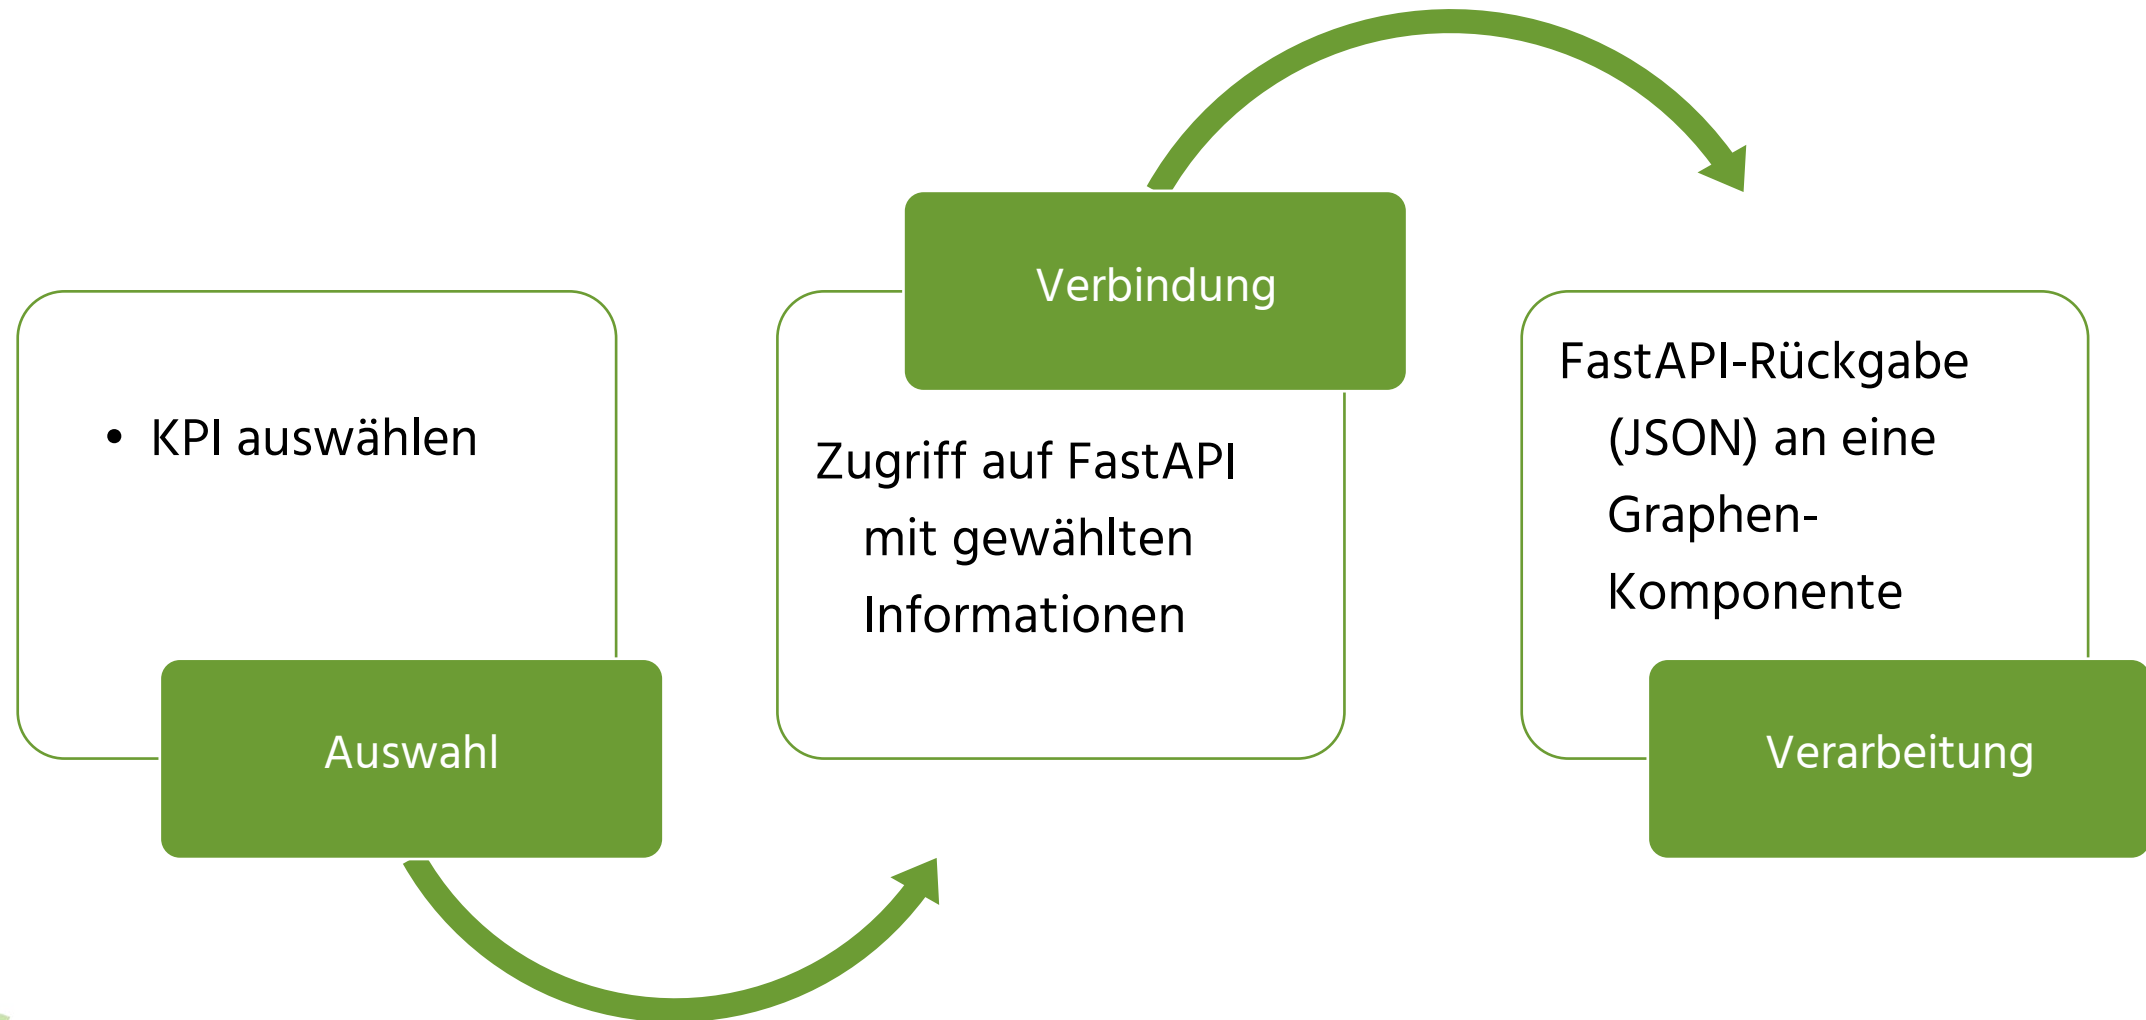 • KPI auswählen
Auswahl
Verbindung
Zugriff auf FastAPI
mit gewählten
Informationen
FastAPI-Rückgabe
(JSON) an eine
Graphen-
Komponente
Verarbeitung